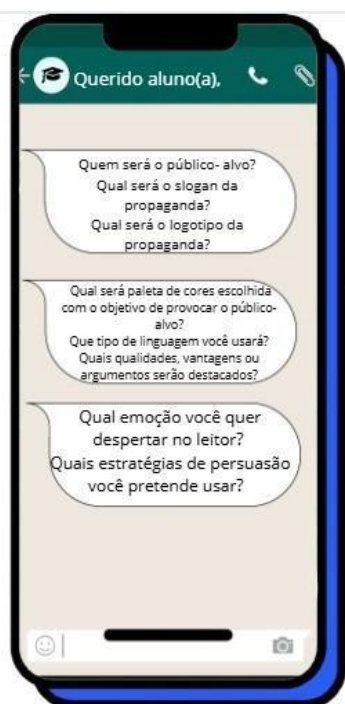 Querido aluno(a),
Quem será o público- alvo?
Qual será o slogan da
propaganda?
Qual será o logotipo da
propaganda?
Qual será paleta de cores escolhida
com o objetivo de provocar o público-
alvo?
Que tipo de linguagem você usará?
Quais qualidades, vantagens ou
argumentos serão destacados?
Qual emoção você quer
despertar no leitor?
Quais estratégias de persuasão
você pretende usar?